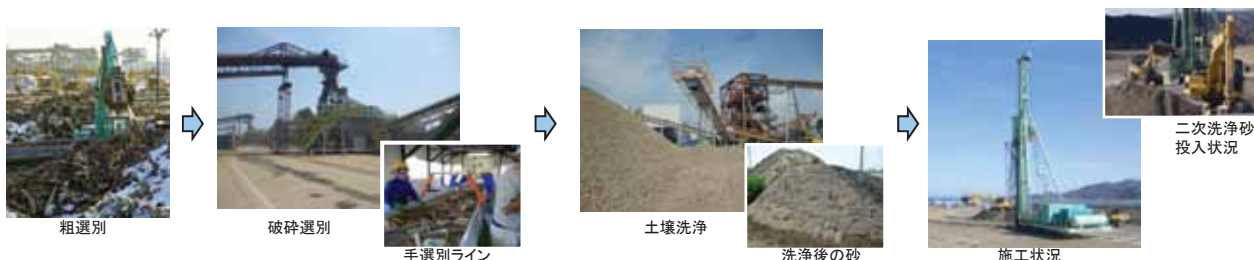 粗選別
破砕選別
手選別ライン
土壌洗浄
洗浄後の砂
施工状況
二次洗浄砂
投入状況